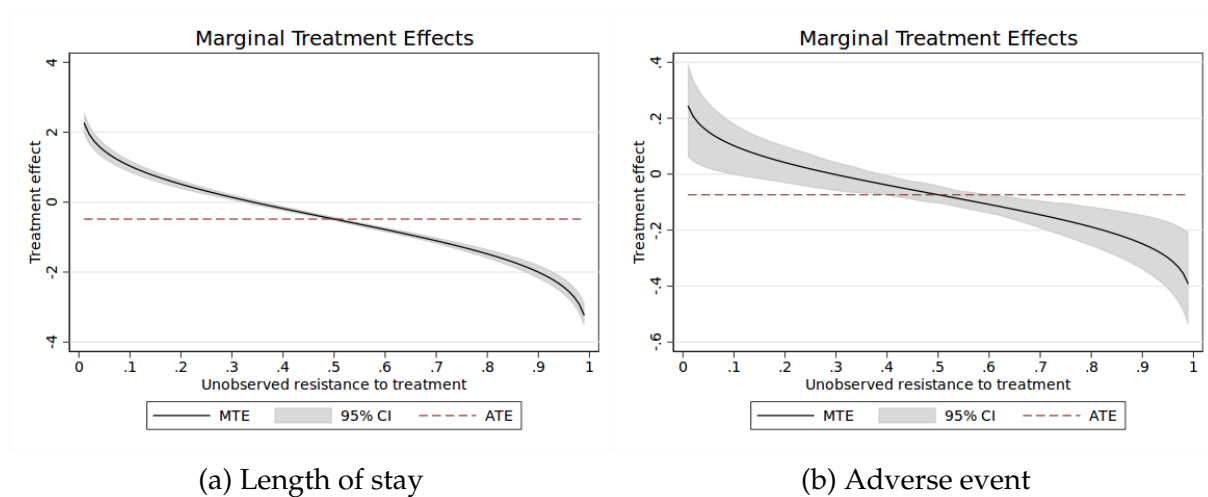 Marginal Treatment Effects
4
2
0
-2
-4
Treatment effect
0 .1 .2 .3 .4 .5 .6 .7 .8 .9 1
Unobserved resistance to treatment
MTE 95% CI ATE
(a) Length of stay
Marginal Treatment Effects
.4
.2
0
-.2
-.4
-.6
Treatment effect
0 .1 .2 .3 .4 .5 .6 .7 .8 .9 1
Unobserved resistance to treatment
MTE 95% CI ATE
(b) Adverse event